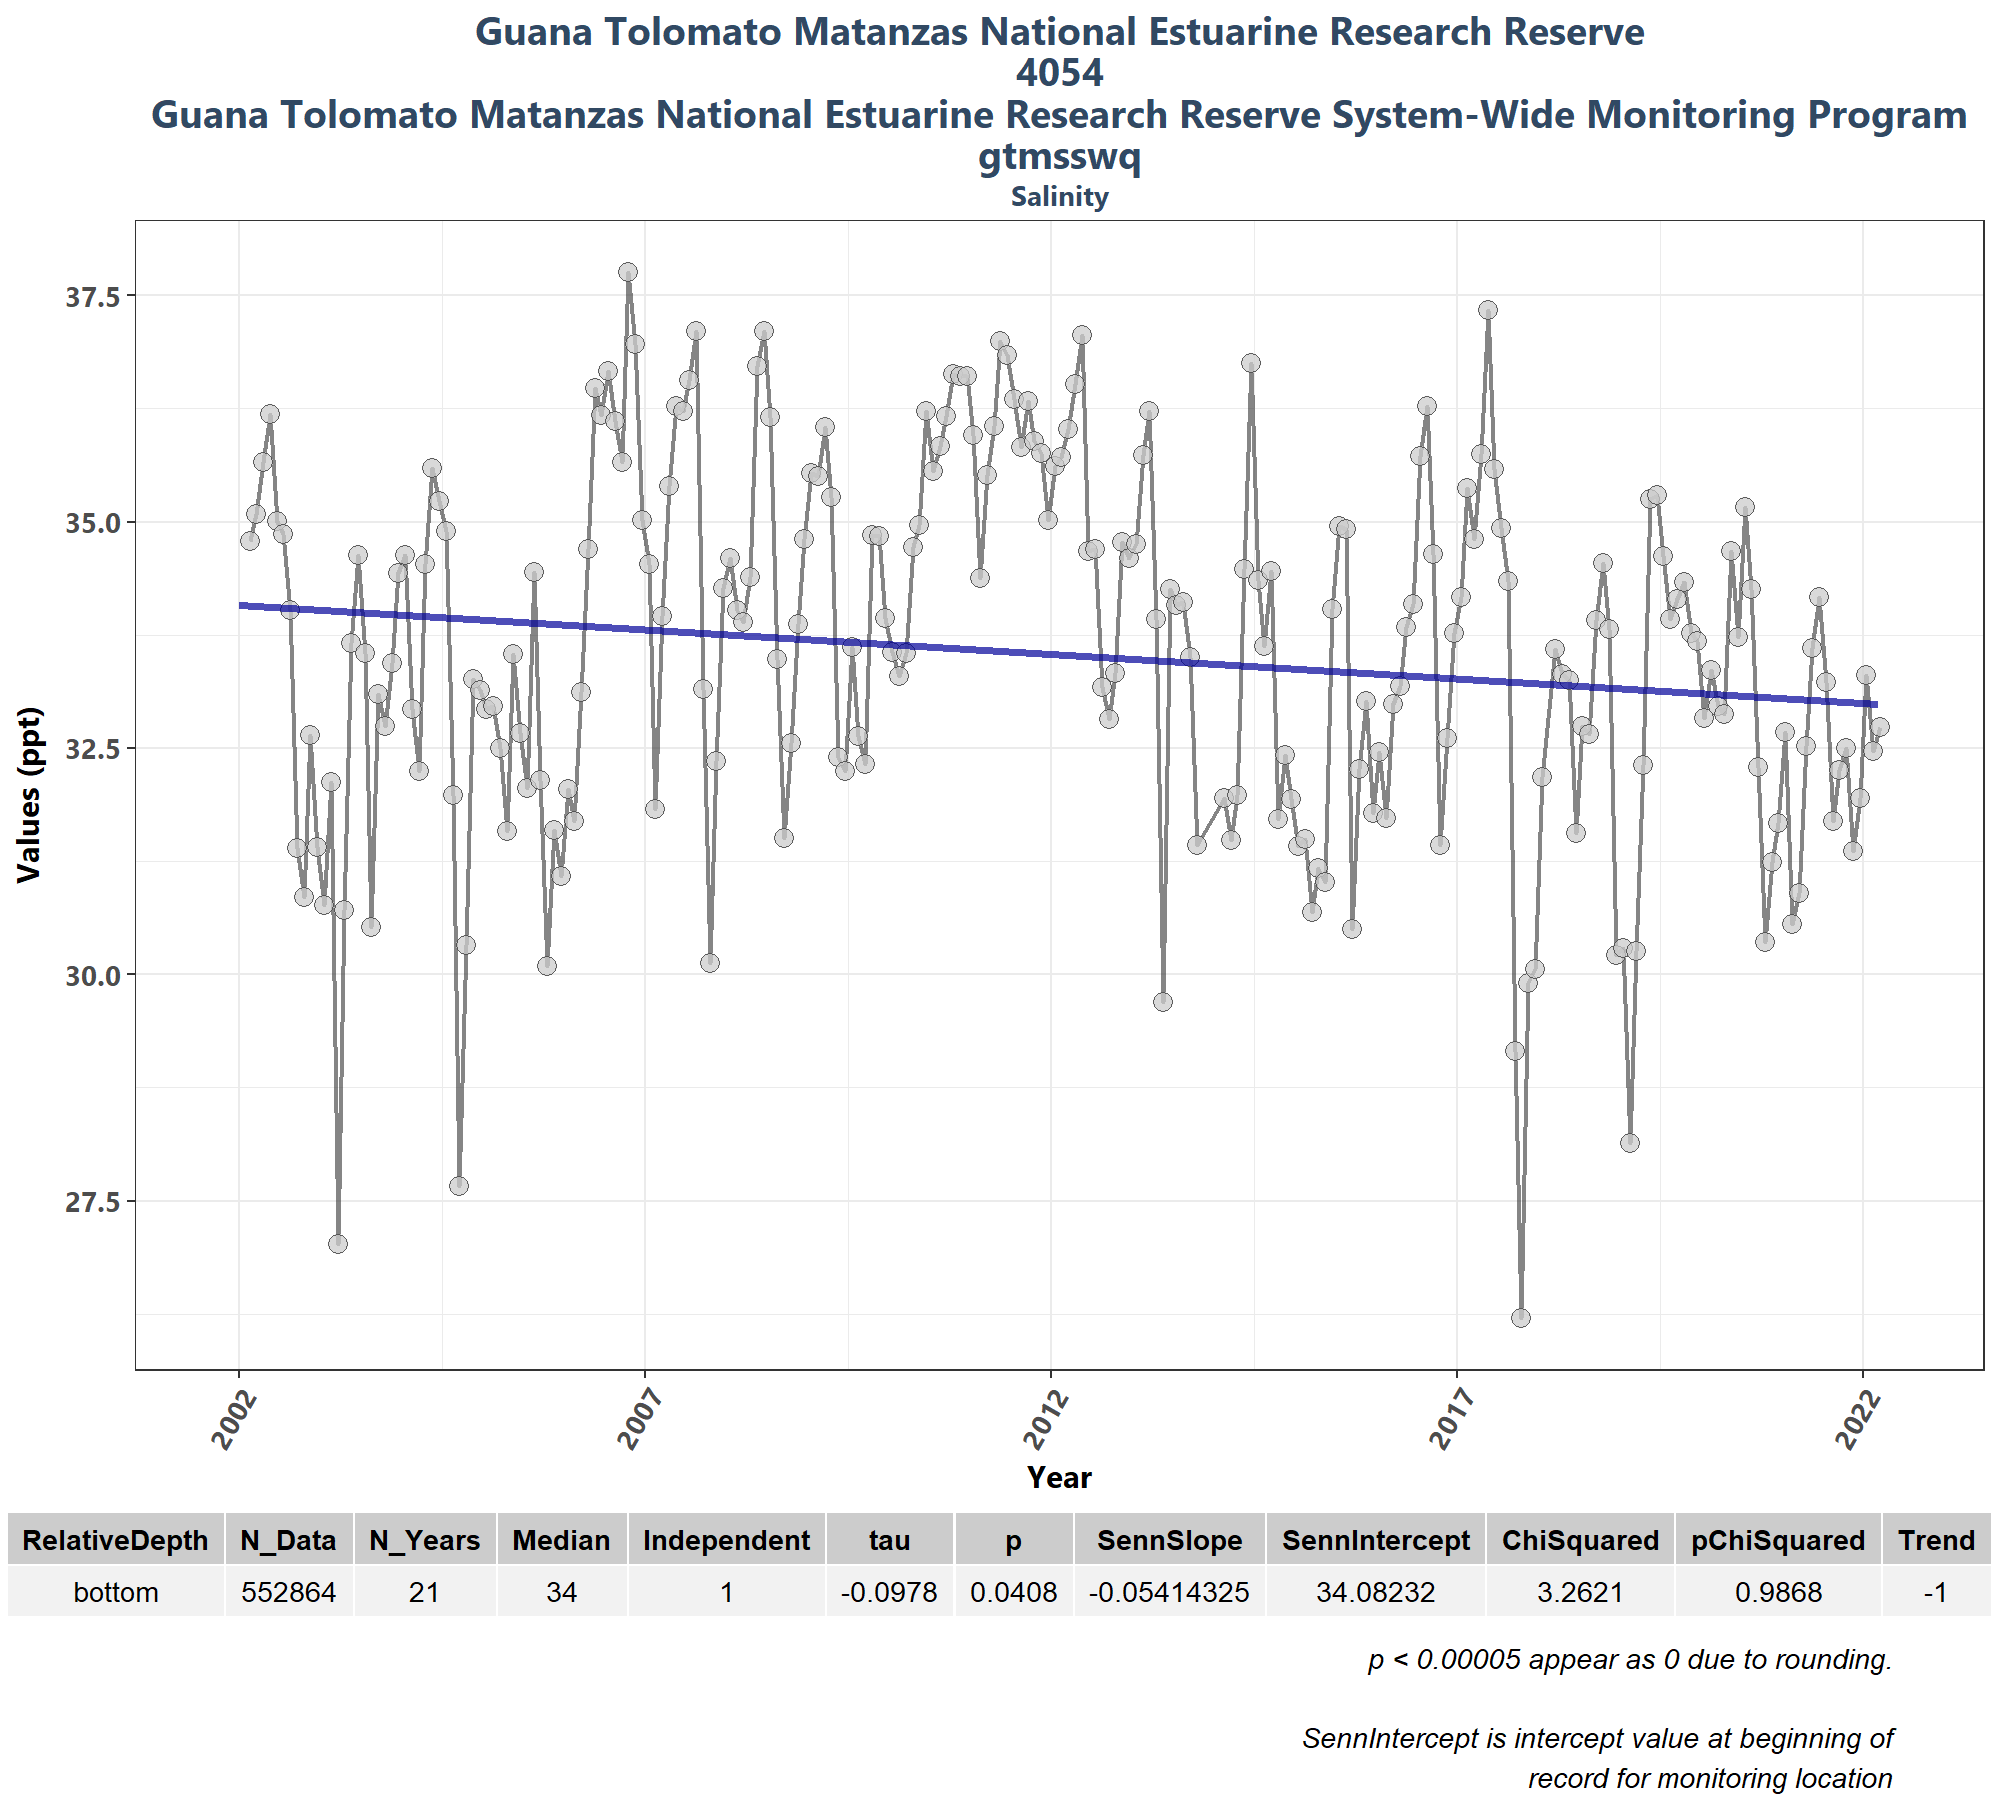 Guana Tolomato Matanzas National Estuarine Research Reserve
4054
Guana Tolomato Matanzas National Estuarine Research Reserve System-Wide Monitoring Program
gtmsswq
Salinity
37.5
35.0
32.5
30.0
27.5
Values (ppt)
2002 2007 2012 2017 2022
Year
RelativeDepth N_Data N_Years Median Independent tau p SennSlope SennIntercept ChiSquared pChiSquared Trend
bottom 552864 21 34 1 -0.0978 0.0408 -0.05414325 34.08232 3.2621 0.9868 -1
p < 0.00005 appear as 0 due to rounding.
SennIntercept is intercept value at beginning of
record for monitoring location